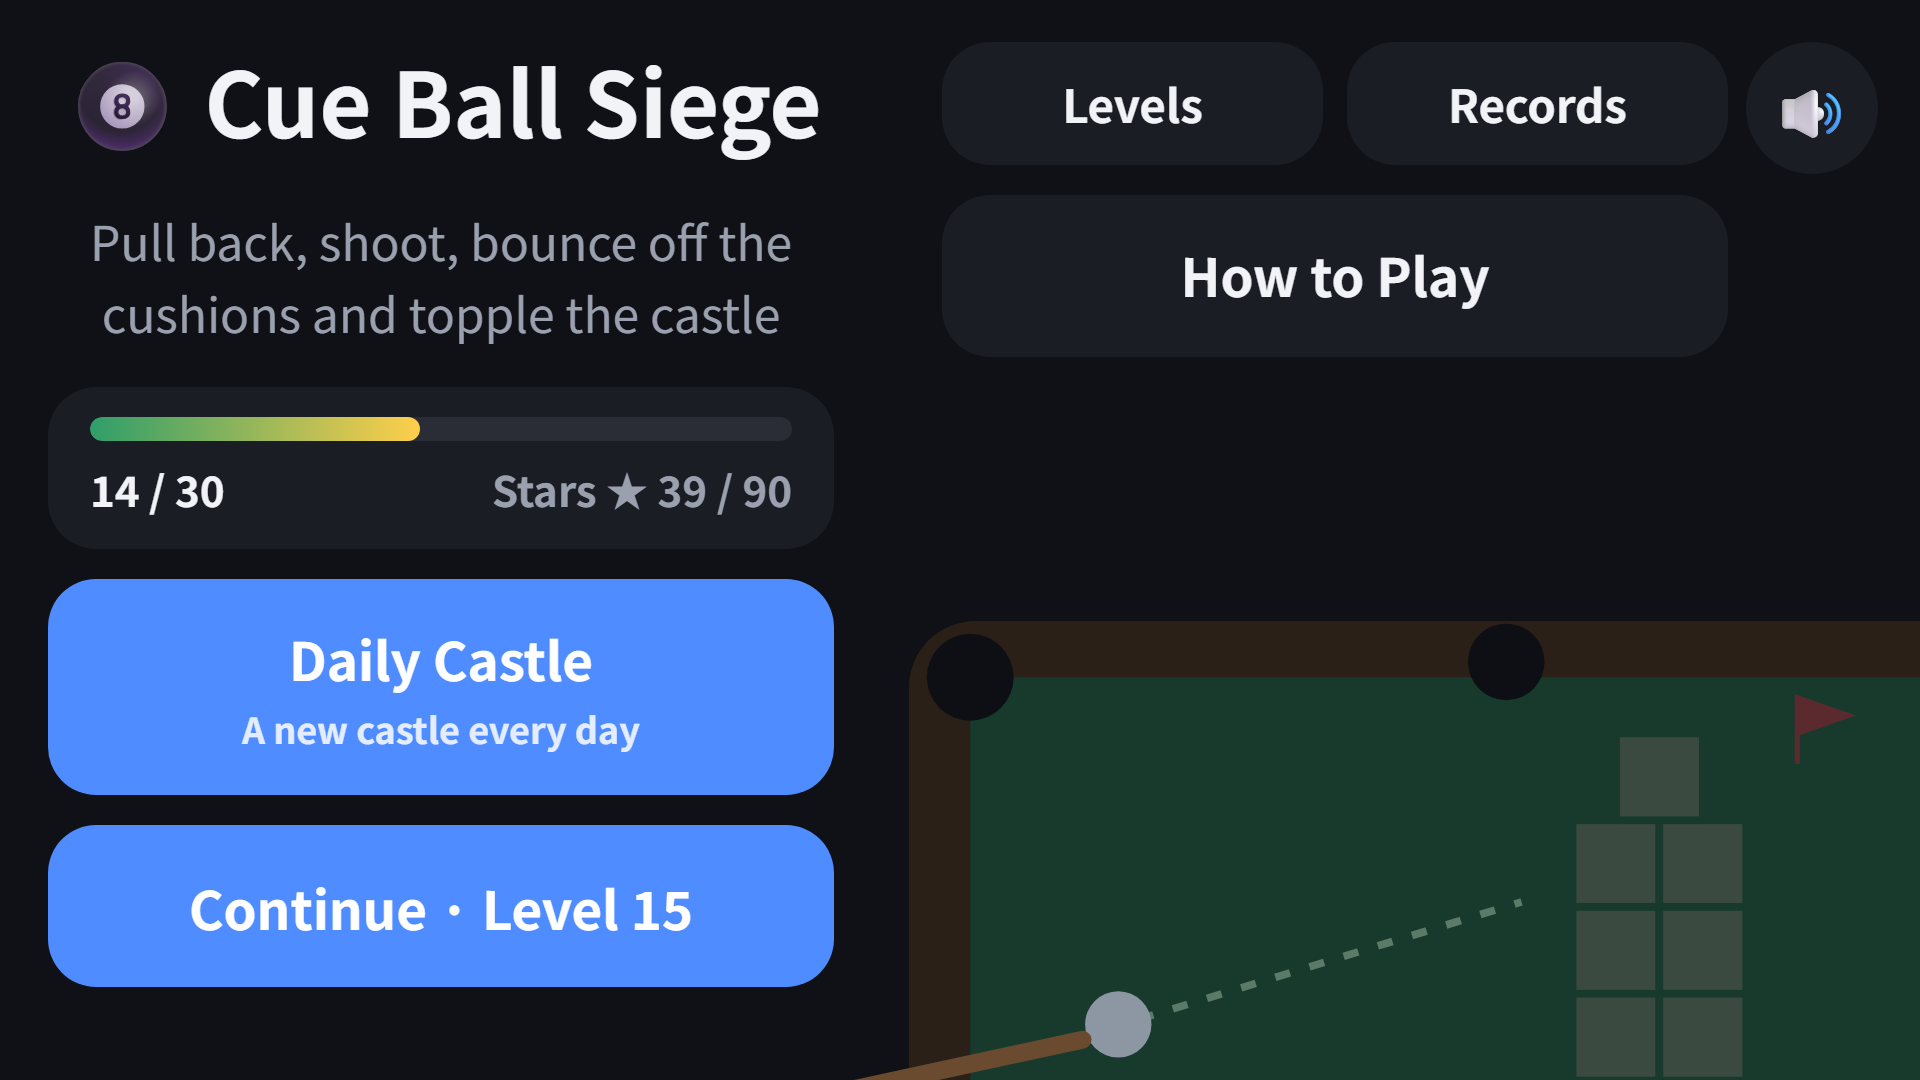 8
Cue Ball Siege
Pull back, shoot, bounce off the
cushions and topple the castle
14 / 30
Stars ★ 39 / 90
Daily Castle
A new castle every day
Continue · Level 15
Levels
Records
How to Play